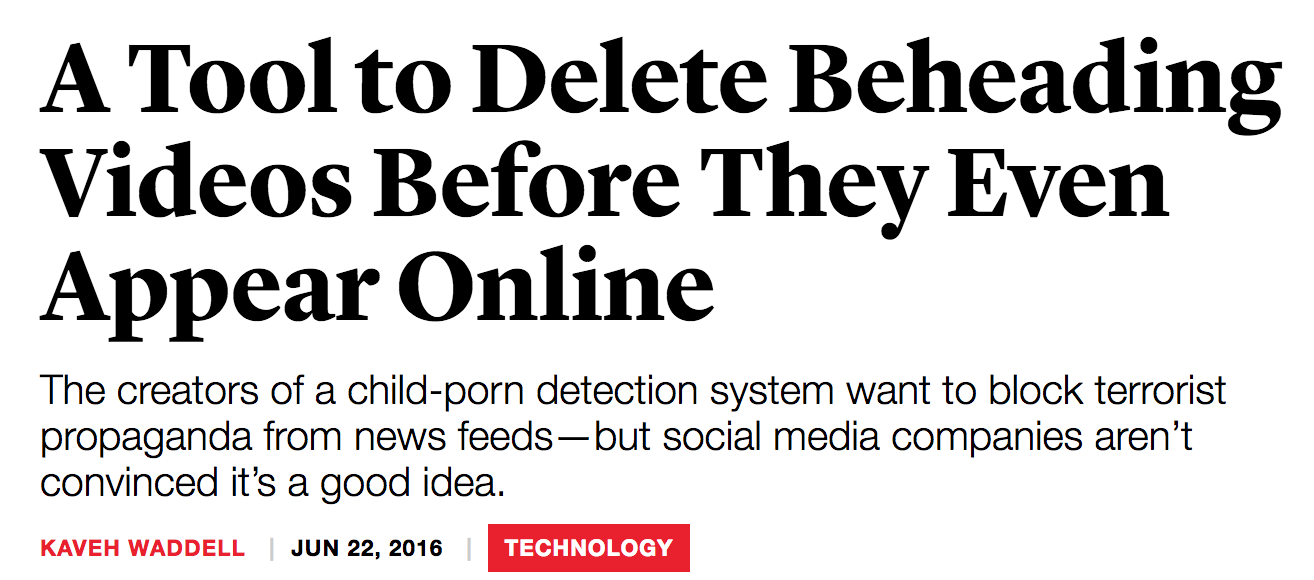 A Tool to Delete Beheading
Videos Before They Even
Appear Online
The creators of a child-porn detection system want to block terrorist
propaganda from news feeds—but social media companies aren’t
convinced it’s a good idea.
KAVEH WADDELL | JUN 22, 2016 | TECHNOLOGY